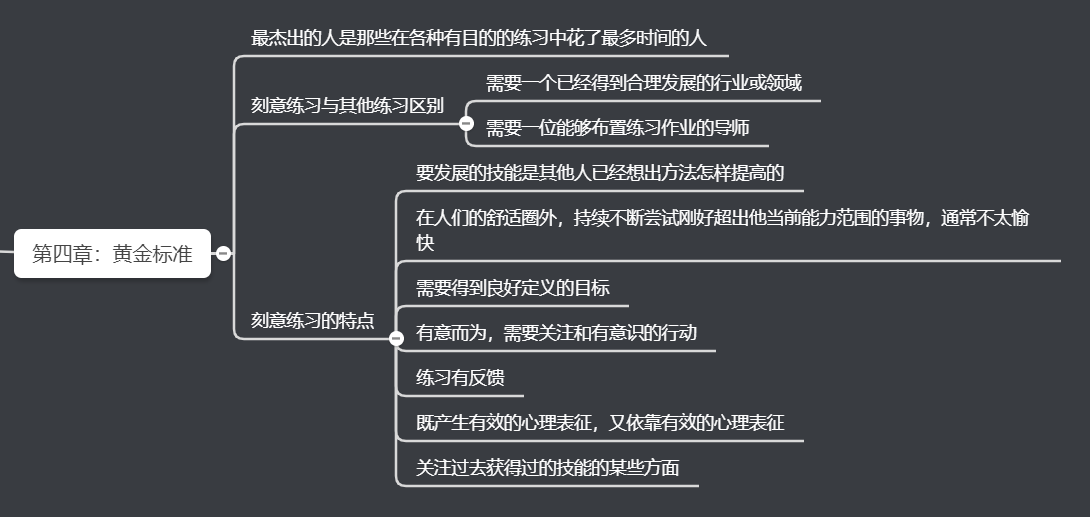 最杰出的人是那些在各种有目的的练习中花了最多时间的人
需要一个已经得到合理发展的行业或领域
刻意练习与其他练习区别
需要一位能够布置练习作业的导师
要发展的技能是其他人已经想出方法怎样提高的
在人们的舒适圈外，持续不断尝试刚好超出他当前能力范围的事物，通常不太愉
快
第四章：黄金标准
需要得到良好定义的目标
刻意练习的特点
有意而为，需要关注和有意识的行动
练习有反馈
既产生有效的心理表征，又依靠有效的心理表征
关注过去获得过的技能的某些方面